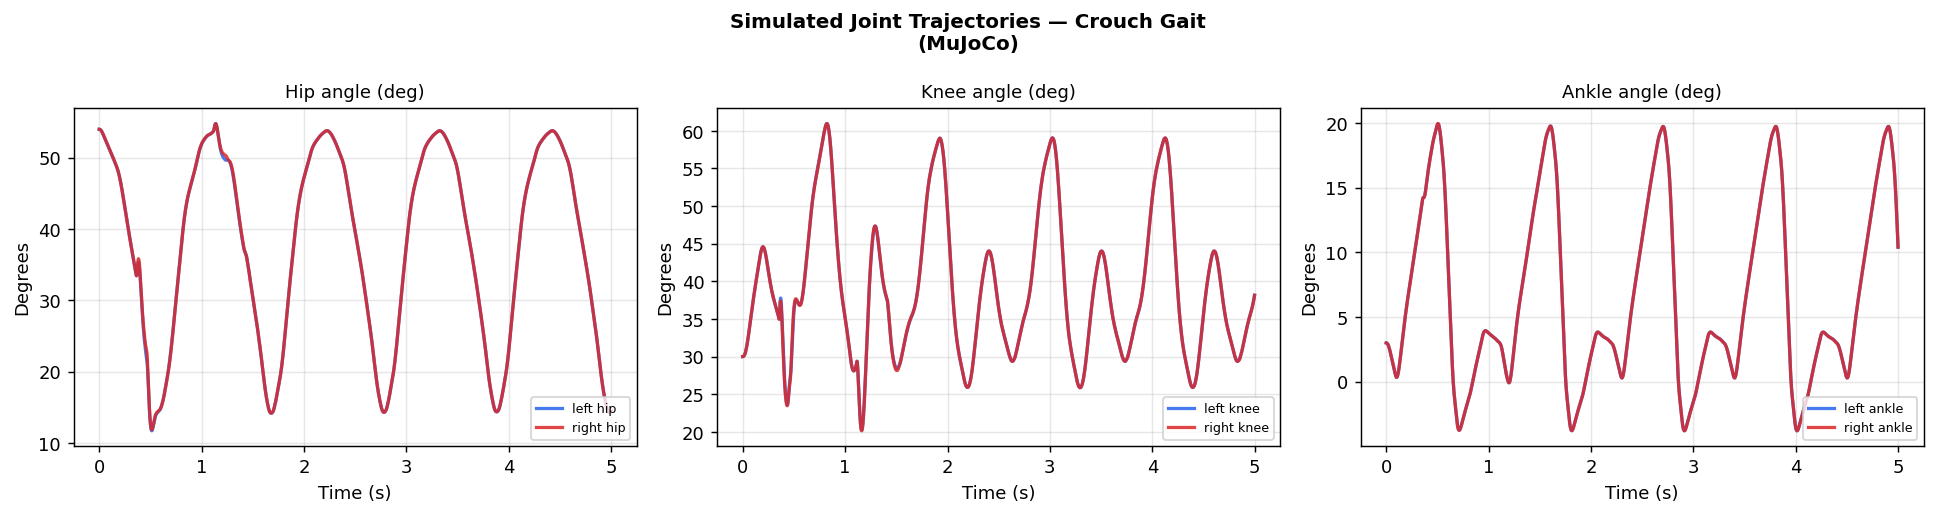 Simulated Joint Trajectories — Crouch Gait
(MuJoCo)
Hip angle (deg)
Degrees
50
40
30
20
10
0
1
2
3
4
5
Time (s)
left hip
right hip
Knee angle (deg)
Degrees
60
55
50
45
40
35
30
25
20
0
1
2
3
4
5
Time (s)
left knee
right knee
Ankle angle (deg)
Degrees
20
15
10
5
0
0
1
2
3
4
5
Time (s)
left ankle
right ankle